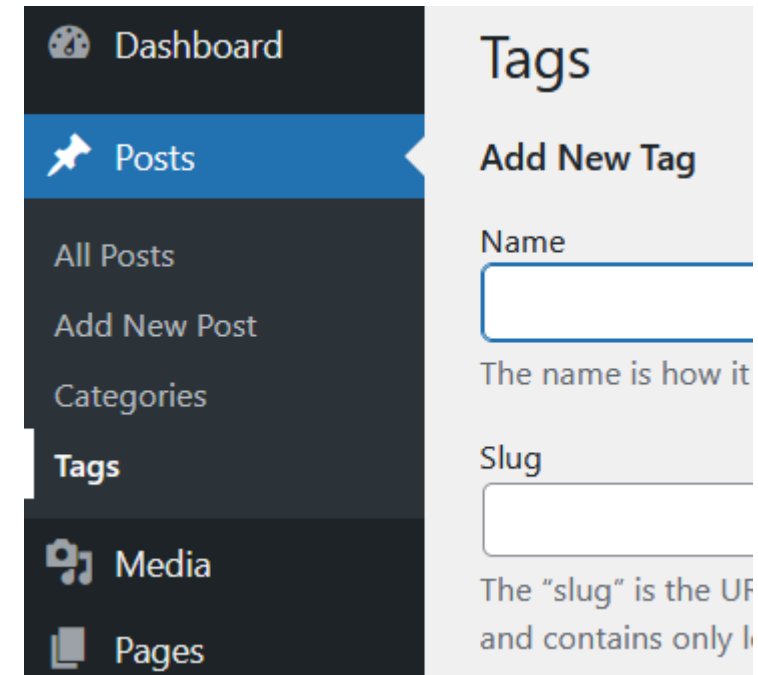 Dashboard
Posts
All Posts
Add New Post
Categories
Tags
Media
Pages
Tags
Add New Tag
Name
The name is how it
Slug
The “slug” is the
and contains only